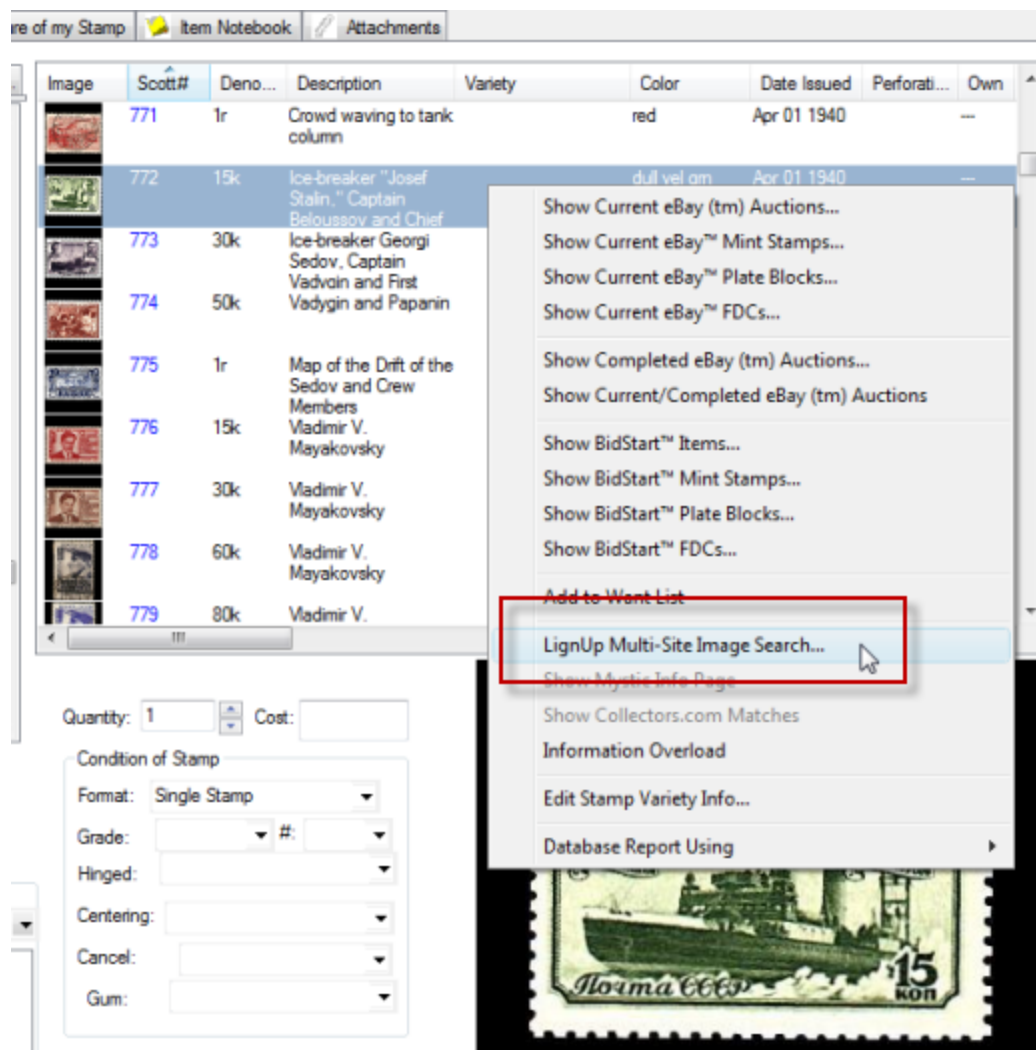 re of my Stamp Item Notebook Attachments
Image Scott# Deno... Description Variety Color Date Issued Perforati... Own
771 1r Crowd waving to tank red Apr 01 1940 ---
column
772 15k Ice-breaker "Josef dull yel grn Apr 01 1940 ---
Stalin," Captain
Beloussov and Chief
773 30k Ice-breaker Georgi
Sedov, Captain
Vadygin and First
774 50k Vadygin and Papanin
775 1r Map of the Drift of the
Sedov and Crew
Members
776 15k Vladimir V.
Mayakovsky
777 30k Vladimir V.
Mayakovsky
778 60k Vladimir V.
Mayakovsky
779 80k Vladimir V.
Show Current eBay (tm) Auctions...
Show Current eBay™ Mint Stamps...
Show Current eBay™ Plate Blocks...
Show Current eBay™ FDCs...
Show Completed eBay (tm) Auctions...
Show Current/Completed eBay (tm) Auctions
Show BidStart™ Items...
Show BidStart™ Mint Stamps...
Show BidStart™ Plate Blocks...
Show BidStart™ FDCs...
Add to Want List
LignUp Multi-Site Image Search...
Show Mystic Info Page
Show Collectors.com Matches
Information Overload
Edit Stamp Variety Info...
Database Report Using
Quantity: 1 Cost:
Condition of Stamp
Format: Single Stamp
Grade: #:
Hinged:
Centering:
Cancel:
Gum:
15
Почта СССР КОП